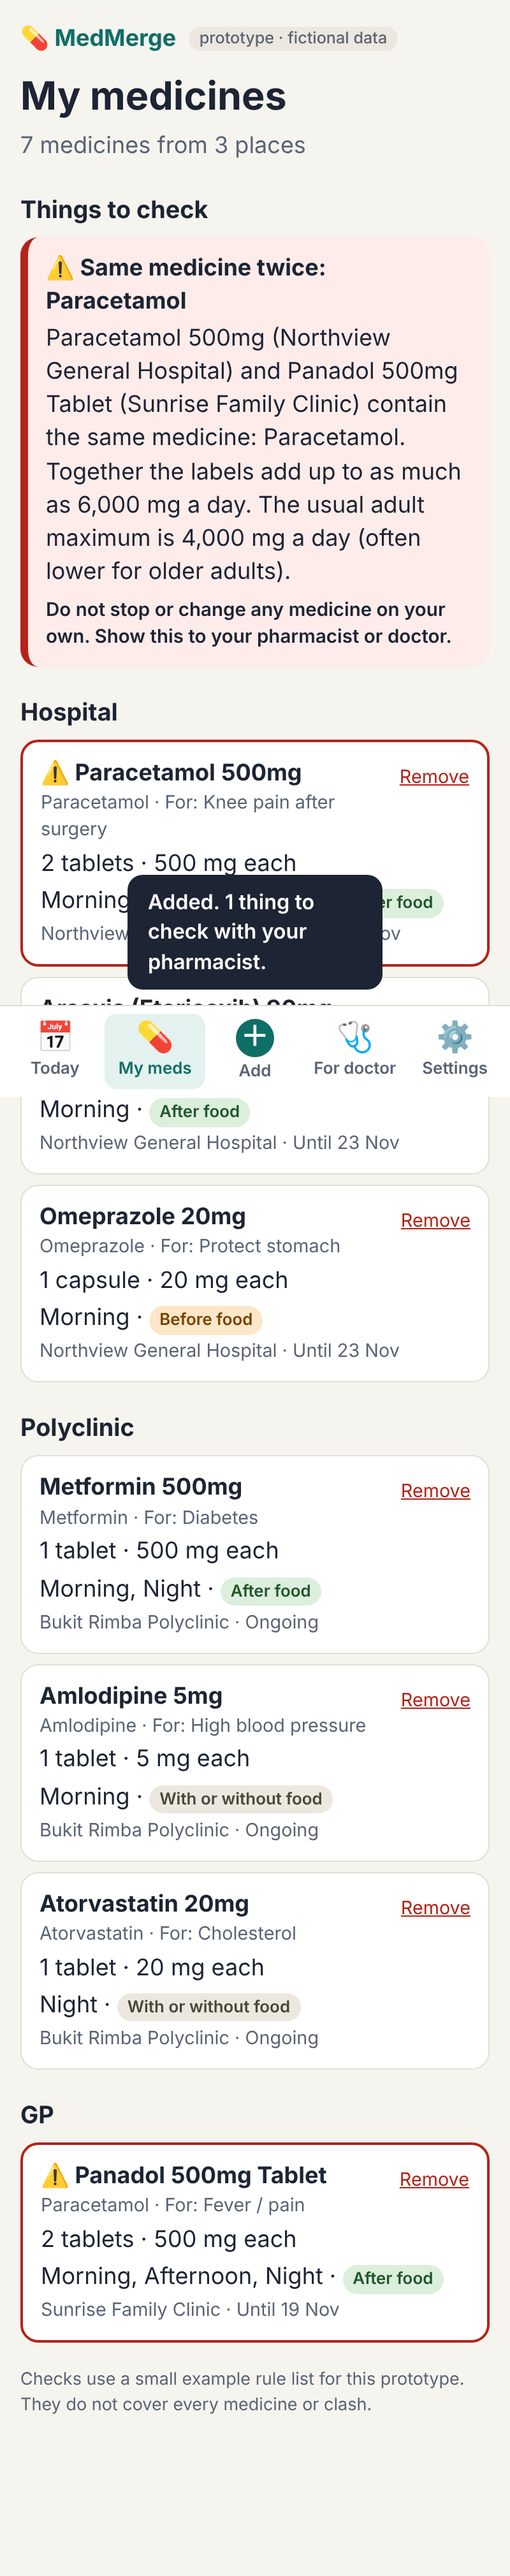 MedMerge prototype · fictional data
My medicines
7 medicines from 3 places
Things to check
Same medicine twice:
Paracetamol
Paracetamol 500mg (Northview
General Hospital) and Panadol 500mg
Tablet (Sunrise Family Clinic) contain
the same medicine: Paracetamol.
Together the labels add up to as much
as 6,000 mg a day. The usual adult
maximum is 4,000 mg a day (often
lower for older adults).
Do not stop or change any medicine on your
own. Show this to your pharmacist or doctor.
Hospital
Paracetamol 500mg Remove
Paracetamol · For: Knee pain after
surgery
2 tablets · 500 mg each
Morning
food
Northview
Added. 1 thing to
check with your
pharmacist.
JULY
17
Today My meds Add For doctor Settings
Morning · After food
Northview General Hospital · Until 23 Nov
Omeprazole 20mg Remove
Omeprazole · For: Protect stomach
1 capsule · 20 mg each
Morning · Before food
Northview General Hospital · Until 23 Nov
Polyclinic
Metformin 500mg Remove
Metformin · For: Diabetes
1 tablet · 500 mg each
Morning, Night · After food
Bukit Rimba Polyclinic · Ongoing
Amlodipine 5mg Remove
Amlodipine · For: High blood pressure
1 tablet · 5 mg each
Morning · With or without food
Bukit Rimba Polyclinic · Ongoing
Atorvastatin 20mg Remove
Atorvastatin · For: Cholesterol
1 tablet · 20 mg each
Night · With or without food
Bukit Rimba Polyclinic · Ongoing
GP
Panadol 500mg Tablet Remove
Paracetamol · For: Fever / pain
2 tablets · 500 mg each
Morning, Afternoon, Night · After food
Sunrise Family Clinic · Until 19 Nov
Checks use a small example rule list for this prototype.
They do not cover every medicine or clash.